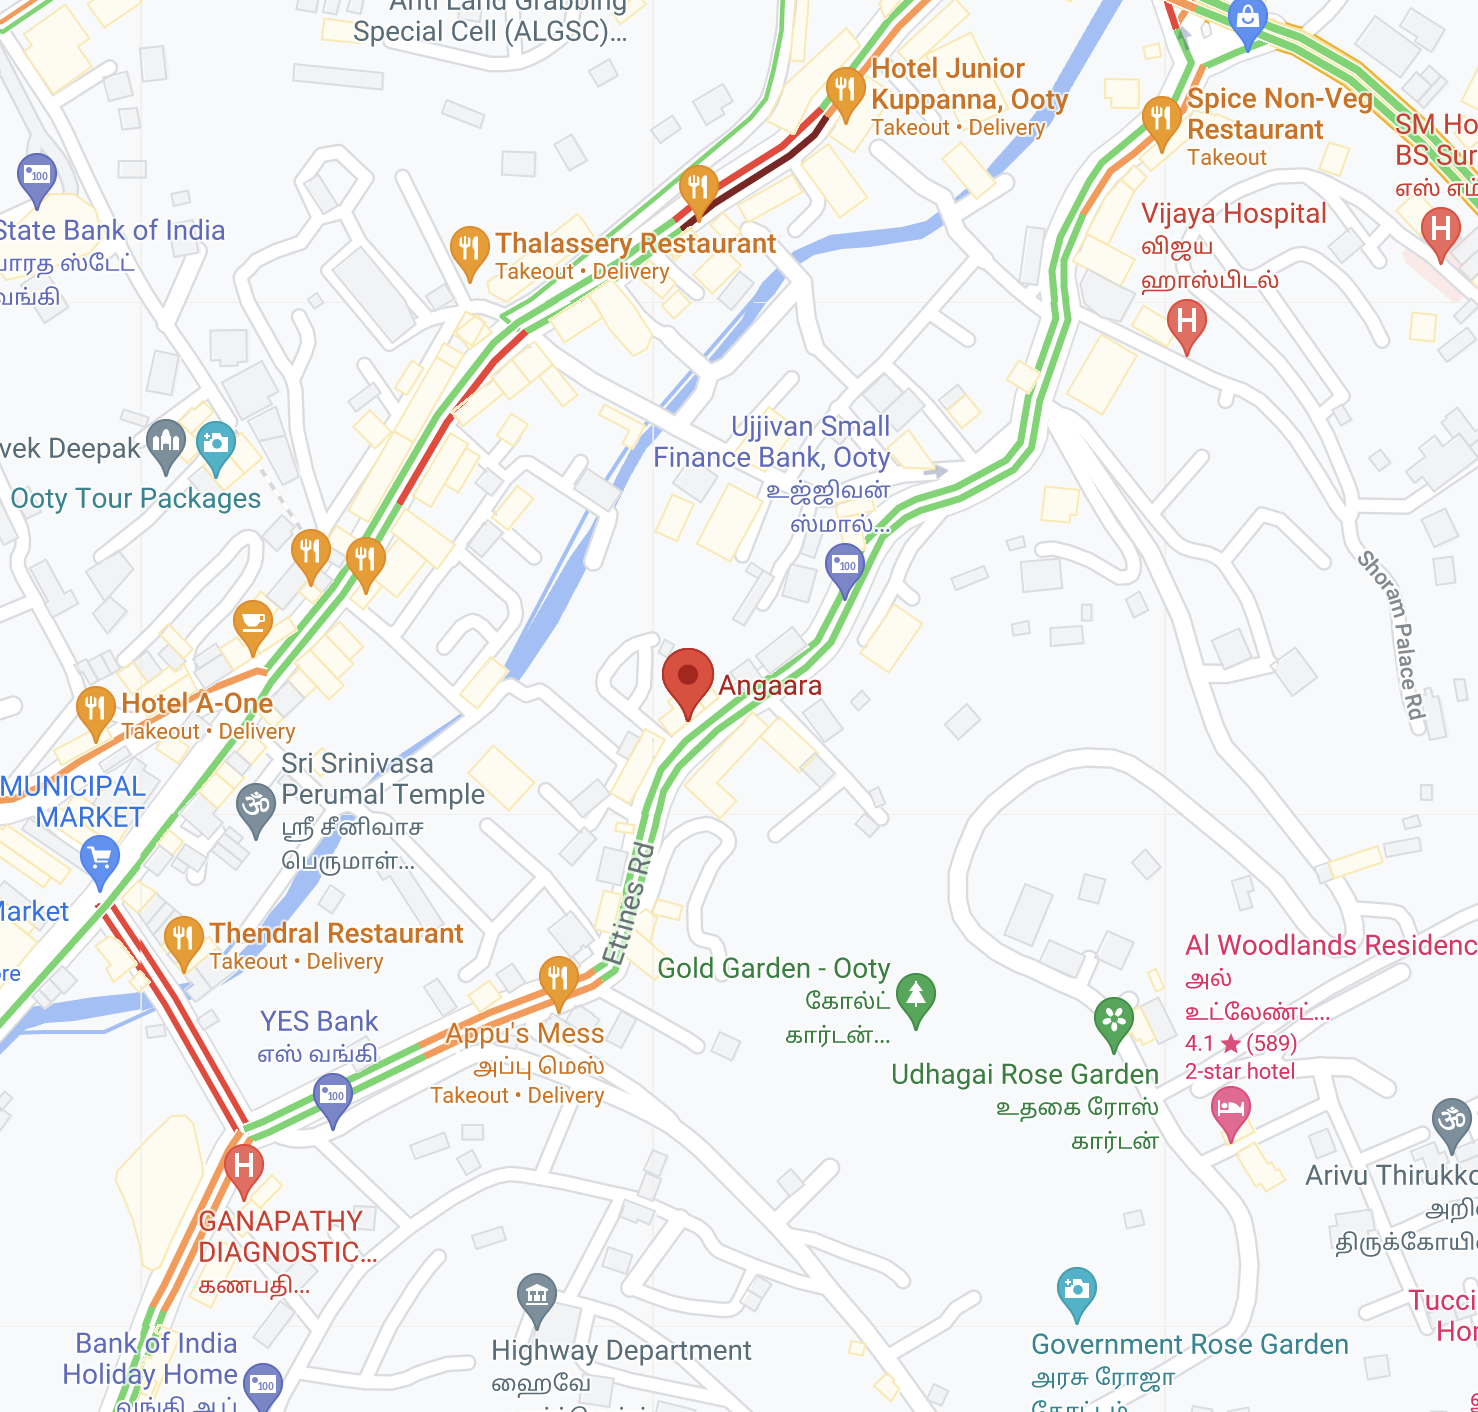 Anti Land Grabbing
Special Cell (ALGSC)...
Hotel Junior
Kuppanna, Ooty
Takeout • Delivery
Spice Non-Veg
Restaurant
Takeout
SM Ho
BS Sur
எஸ் எம்
State Bank of India
பாரத ஸ்டேட்
வங்கி
Thalassery Restaurant
Takeout • Delivery
Vijaya Hospital
விஜய
ஹாஸ்பிடல்
Ujjivan Small
Finance Bank, Ooty
உஜ்ஜிவன்
ஸ்மால்...
vek Deepak
Ooty Tour Packages
Shoram Palace Rd
Angaara
Hotel A-One
Takeout • Delivery
MUNICIPAL
MARKET
Sri Srinivasa
Perumal Temple
ஸ்ரீ சீனிவாச
பெருமாள்...
Market
Thendral Restaurant
Takeout • Delivery
ore
Ettines Rd
Gold Garden - Ooty
கோல்ட்
கார்டன்...
Al Woodlands Residenc
அல்
உட்லேண்ட்...
4.1 ★ (589)
2-star hotel
YES Bank
எஸ் வங்கி
Appu's Mess
அப்பு மெஸ்
Takeout • Delivery
Udhagai Rose Garden
உதகை ரோஸ்
கார்டன்
Arivu Thirukko
அறி
திருக்கோயி
GANAPATHY
DIAGNOSTIC...
கணபதி...
Bank of India
Holiday Home
Highway Department
ஹைவே
Government Rose Garden
அரசு ரோஜா
தோட்டம்
Tucci
Hor